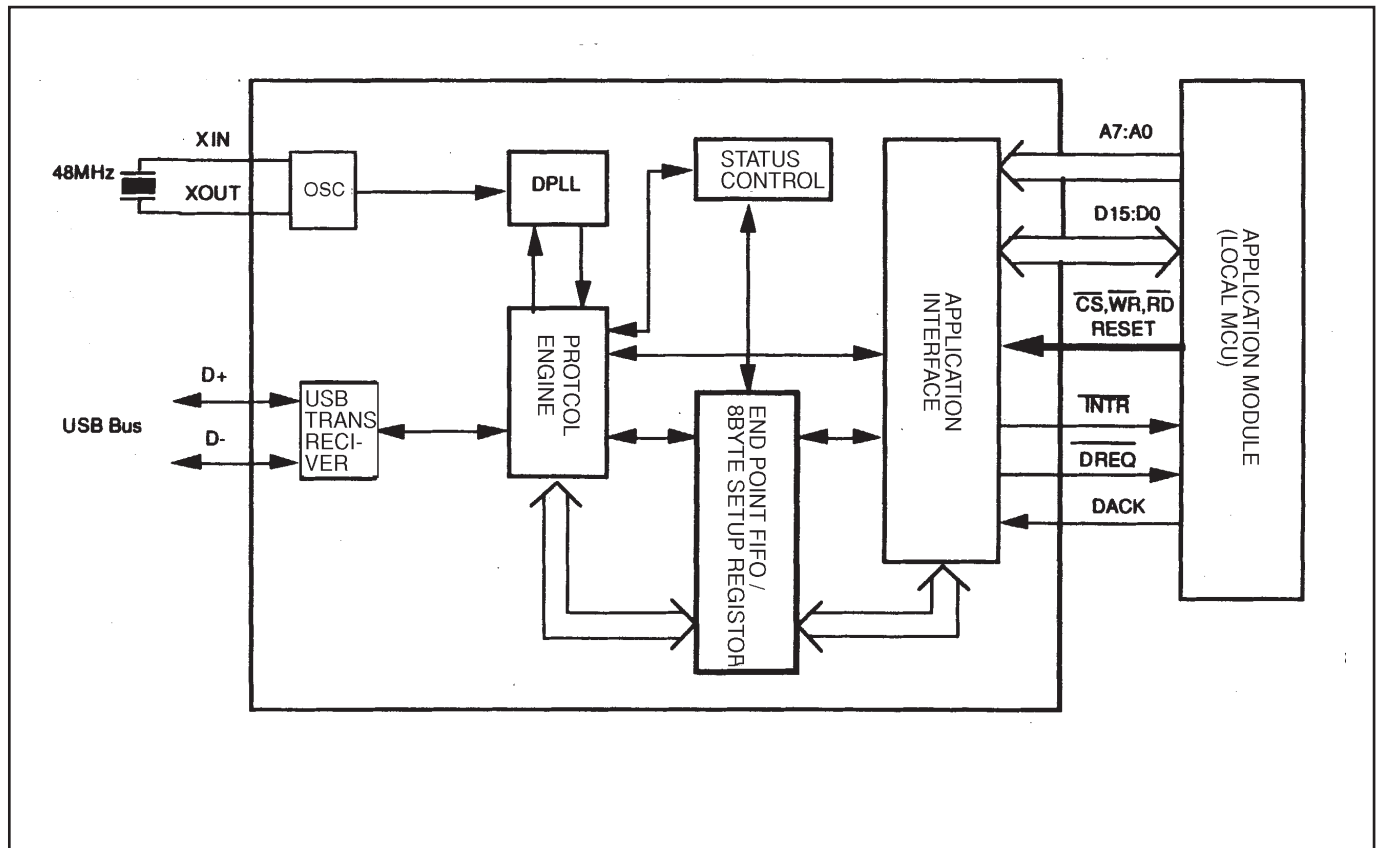 XIN
48MHz
XOUT
OSC
DPLL
STATUS
CONTROL
PROTCOL
ENGINE
D+
USB Bus
D-
USB
TRANS
RECI-
VER
END POINT FIFO /
8BYTE SETUP REGISTOR
APPLICATION
INTERFACE
A7:A0
D15:D0
CS,WR,RD
RESET
INTR
DREQ
DACK
APPLICATION MODULE
(LOCAL MCU)